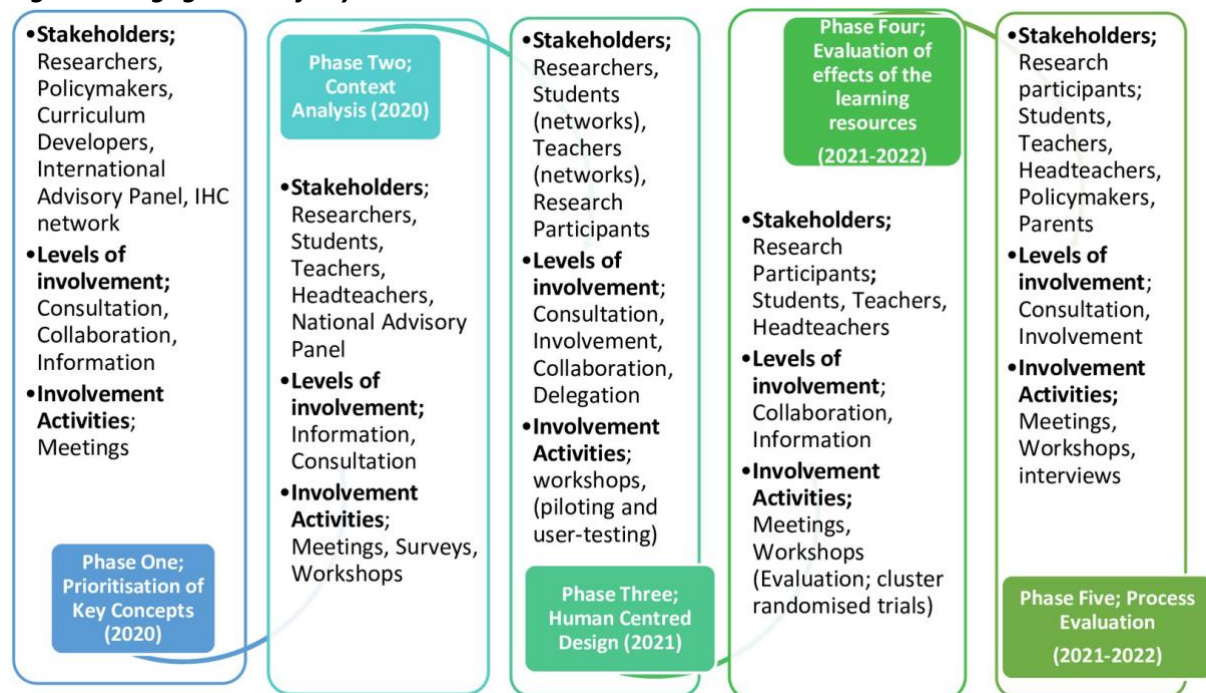 •Stakeholders;
Researchers,
Policymakers,
Curriculum
Developers,
International
Advisory Panel, IHC
network
•Levels of
involvement;
Consultation,
Collaboration,
Information
•Involvement
Activities;
Meetings
Phase One;
Prioritisation of
Key Concepts
(2020)
Phase Two;
Context
Analysis (2020)
•Stakeholders;
Researchers,
Students,
Teachers,
Headteachers,
National Advisory
Panel
•Levels of
involvement;
Information,
Consultation
•Involvement
Activities;
Meetings, Surveys,
Workshops
•Stakeholders;
Researchers,
Students
(networks),
Teachers
(networks),
Research
Participants
•Levels of
involvement;
Consultation,
Involvement,
Collaboration,
Delegation
•Involvement
Activities;
workshops,
(piloting and
user-testing)
Phase Three;
Human Centred
Design (2021)
Phase Four;
Evaluation of
effects of the
learning
resources
(2021-2022)
•Stakeholders;
Research
Participants;
Students, Teachers,
Headteachers
•Levels of
involvement;
Collaboration,
Information
•Involvement
Activities;
Meetings,
Workshops
(Evaluation; cluster
randomised trials)
•Stakeholders;
Research
participants;
Students,
Teachers,
Headteachers,
Policymakers,
Parents
•Levels of
involvement;
Consultation,
Involvement
•Involvement
Activities;
Meetings,
Workshops,
interviews
Phase Five; Process
Evaluation
(2021-2022)